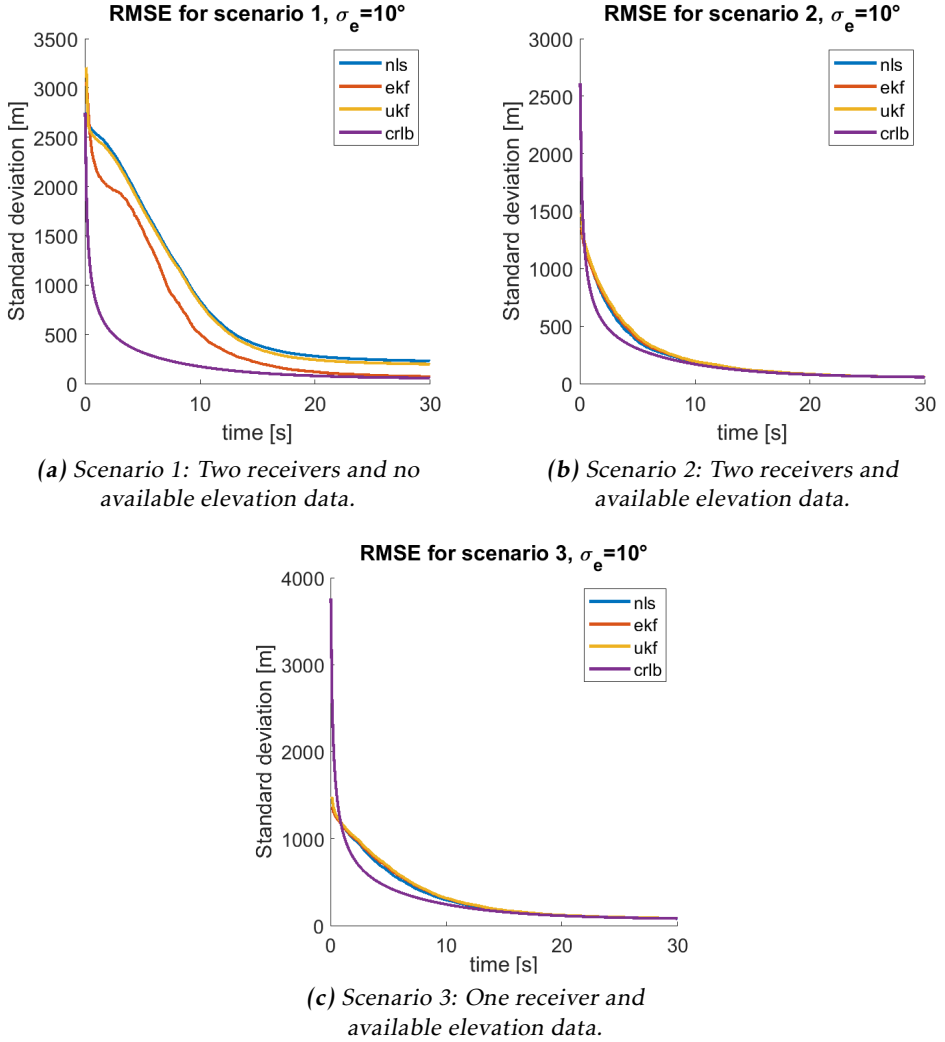 RMSE for scenario 1, σe=10°
3500
3000
2500
2000
1500
1000
500
0
Standard deviation [m]
nls
ekf
ukf
crlb
0 10 20 30
time [s]
(a) Scenario 1: Two receivers and no
available elevation data.
RMSE for scenario 2, σe=10°
3000
2500
2000
1500
1000
500
0
Standard deviation [m]
nls
ekf
ukf
crlb
0 10 20 30
time [s]
(b) Scenario 2: Two receivers and
available elevation data.
RMSE for scenario 3, σe=10°
4000
3000
2000
1000
0
Standard deviation [m]
nls
ekf
ukf
crlb
0 10 20 30
time [s]
(c) Scenario 3: One receiver and
available elevation data.